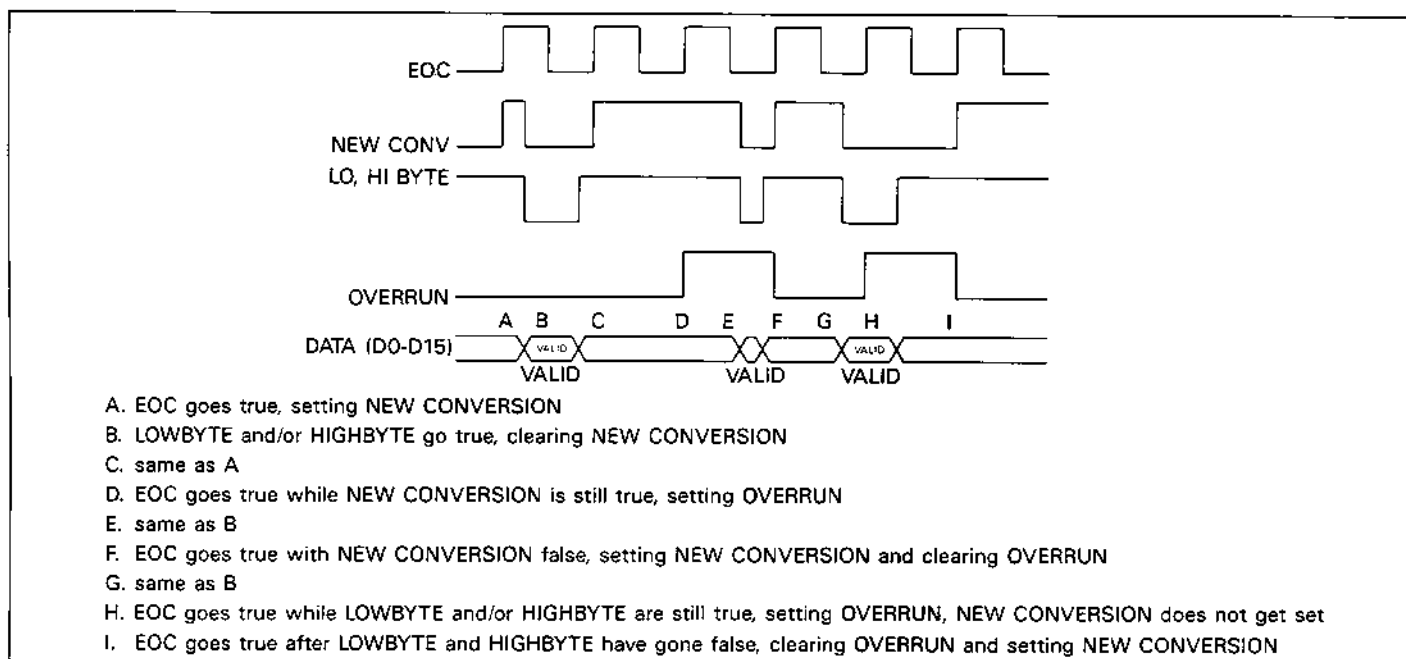 EOC
NEW CONV
LO, HI BYTE
OVERRUN
A B C D E F G H I
DATA (DO-D15) VALID VALID
VALID VALID VALID
A. EOC goes true, setting NEW CONVERSION
B. LOWBYTE and/or HIGHBYTE go true, clearing NEW CONVERSION
C. same as A
D. EOC goes true while NEW CONVERSION is still true, setting OVERRUN
E. same as B
F. EOC goes true with NEW CONVERSION false, setting NEW CONVERSION and clearing OVERRUN
G. same as B
H. EOC goes true while LOWBYTE and/or HIGHBYTE are still true, setting OVERRUN, NEW CONVERSION does not get set
I. EOC goes true after LOWBYTE and HIGHBYTE have gone false, clearing OVERRUN and setting NEW CONVERSION